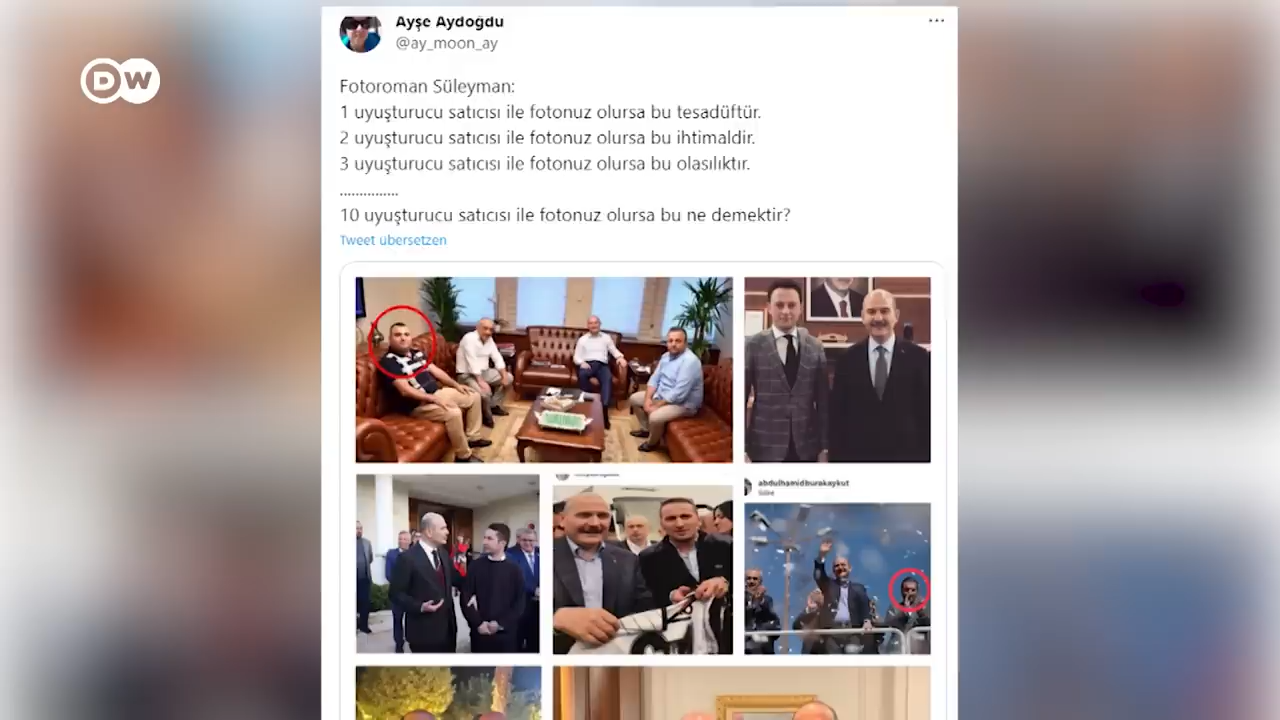 Ayşe Aydoğdu
@ay_moon_ay
DW
Fotoroman Süleyman:
1 uyuşturucu satıcısı ile fotonuz olursa bu tesadüftür.
2 uyuşturucu satıcısı ile fotonuz olursa bu ihtimaldir.
3 uyuşturucu satıcısı ile fotonuz olursa bu olasılıktır.
...............
10 uyuşturucu satıcısı ile fotonuz olursa bu ne demektir?
Tweet übersetzen
abdulhamidburakaykut